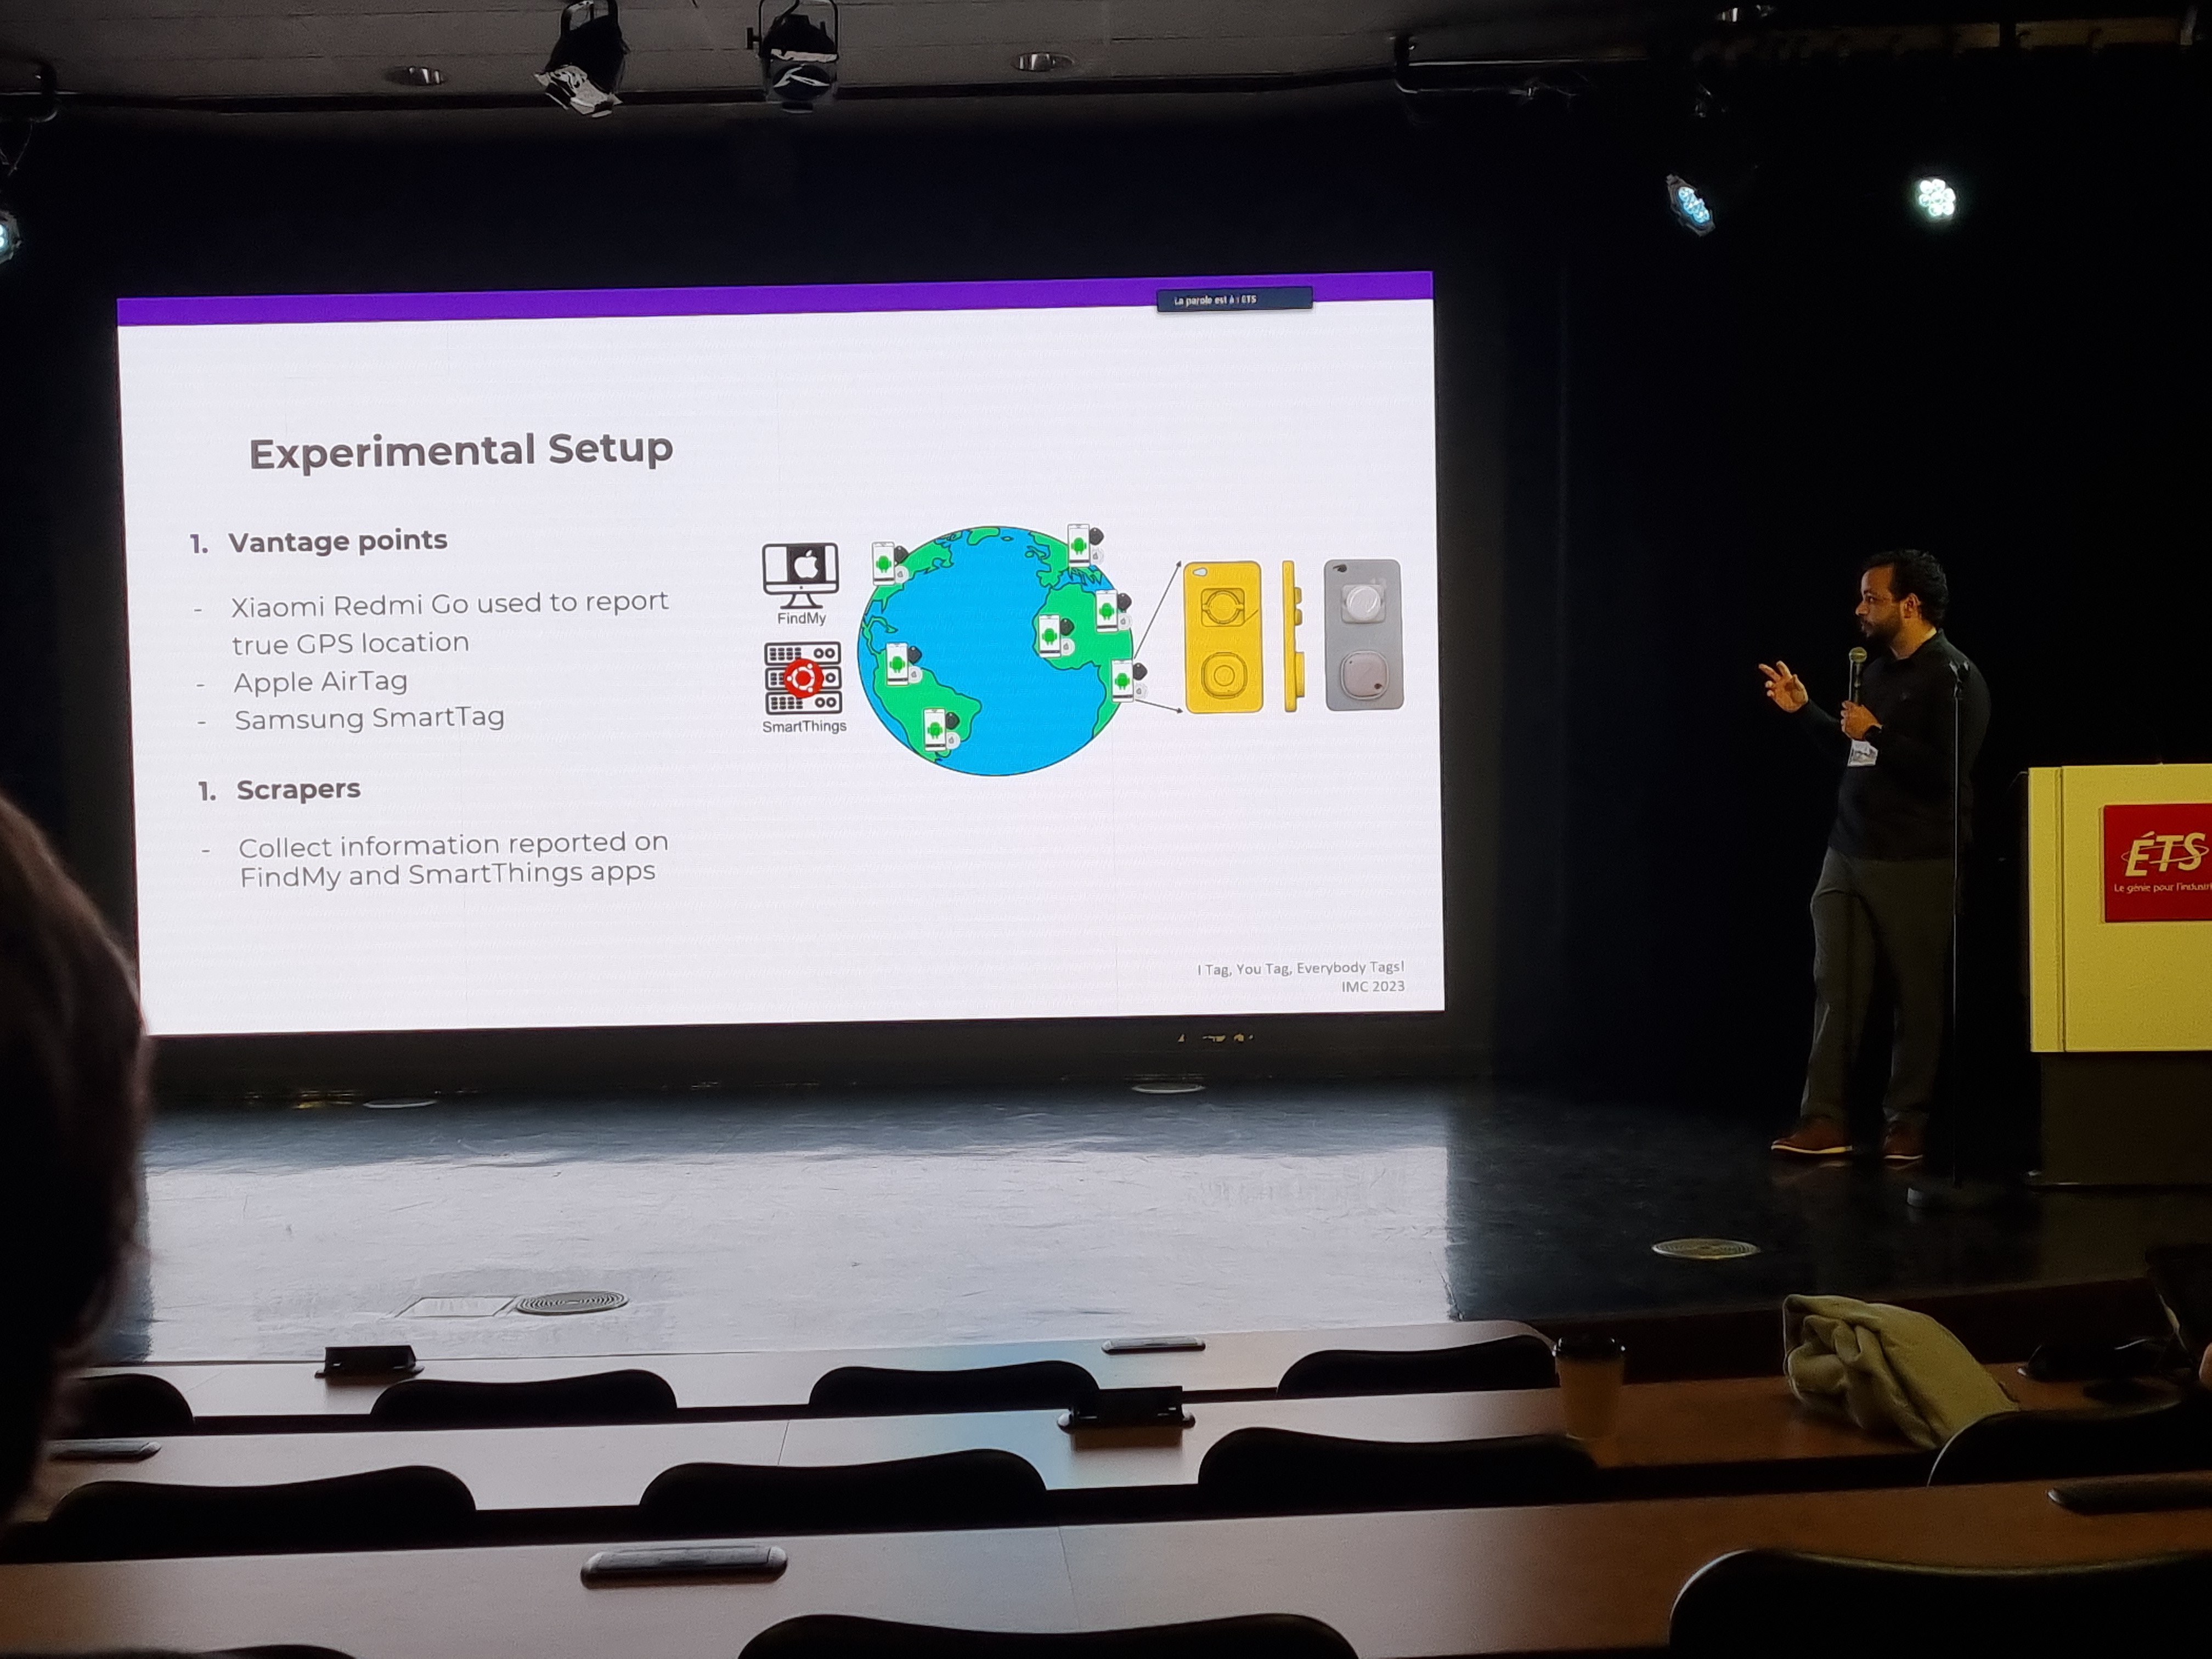 La parole est à : ETS
Experimental Setup
1. Vantage points
- Xiaomi Redmi Go used to report
true GPS location
- Apple AirTag
- Samsung SmartTag
1. Scrapers
- Collect information reported on
FindMy and SmartThings apps
FindMy
SmartThings
I Tag, You Tag, Everybody Tags!
IMC 2023
ÉTS
Le génie pour l'industri